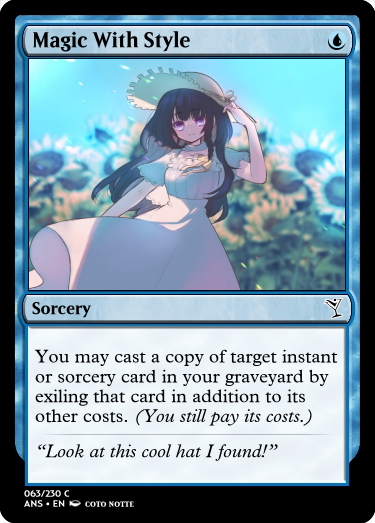 Magic With Style
Sorcery
You may cast a copy of target instant
or sorcery card in your graveyard by
exiling that card in addition to its
other costs. (You still pay its costs.)
“Look at this cool hat I found!”
063/230 C
ANS • EN COTO NOTTE